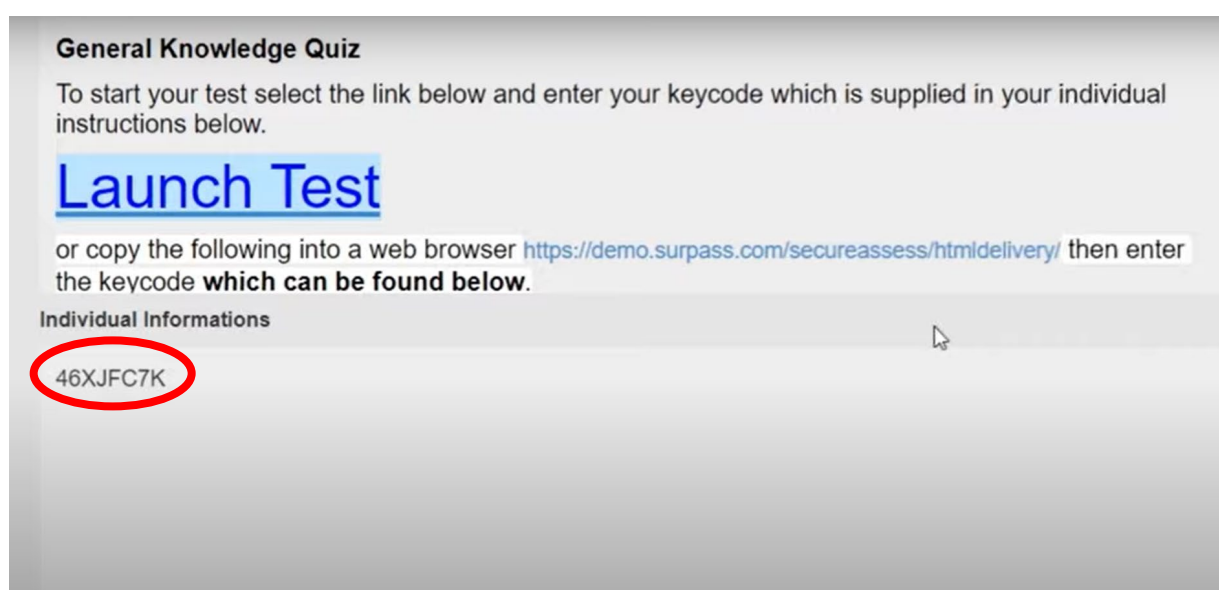 General Knowledge Quiz
To start your test select the link below and enter your keycode which is supplied in your individual
instructions below.
Launch Test
or copy the following into a web browser https://demo.surpass.com/secureassess/htmldelivery/ then enter
the keycode which can be found below.
Individual Informations
46XJFC7K